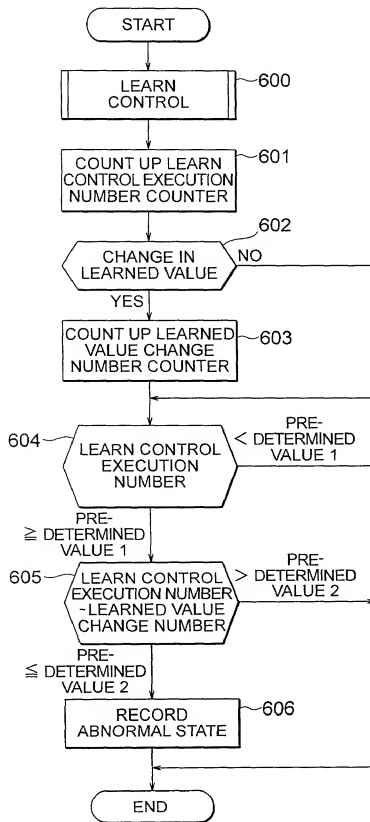 START
LEARN
CONTROL
600
COUNT UP LEARN
CONTROL EXECUTION
NUMBER COUNTER
601
CHANGE IN
LEARNED VALUE
602
NO
YES
COUNT UP LEARNED
VALUE CHANGE
NUMBER COUNTER
603
604
LEARN CONTROL
EXECUTION
NUMBER
PRE-
< DETERMINED
VALUE 1
PRE-
≧ DETERMINED
VALUE 1
605
LEARN CONTROL
EXECUTION NUMBER
~LEARNED VALUE
CHANGE NUMBER
PRE-
> DETERMINED
VALUE 2
PRE-
≦ DETERMINED
VALUE 2
RECORD
ABNORMAL STATE
606
END